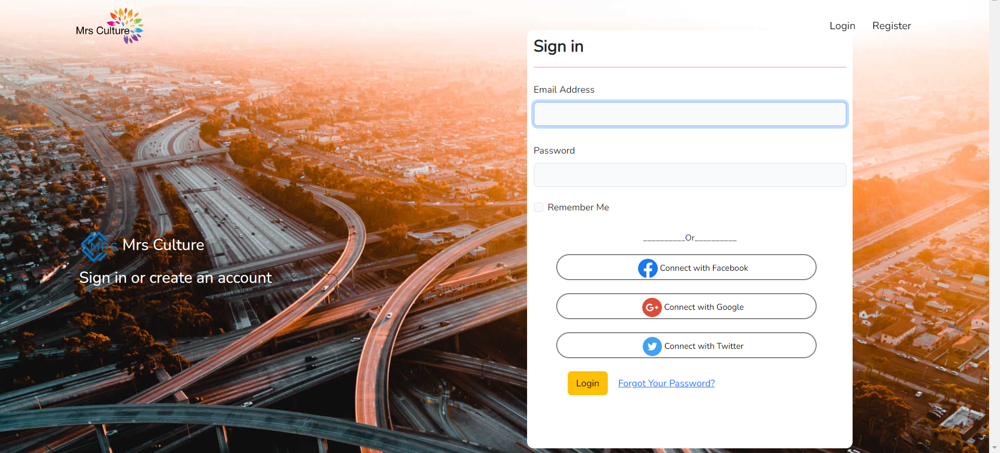 Mrs Culture
Login Register
Sign in
Email Address
Password
Remember Me
__________Or__________
Connect with Facebook
G+ Connect with Google
Connect with Twitter
Login Forgot Your Password?
MRS Mrs Culture
Sign in or create an account